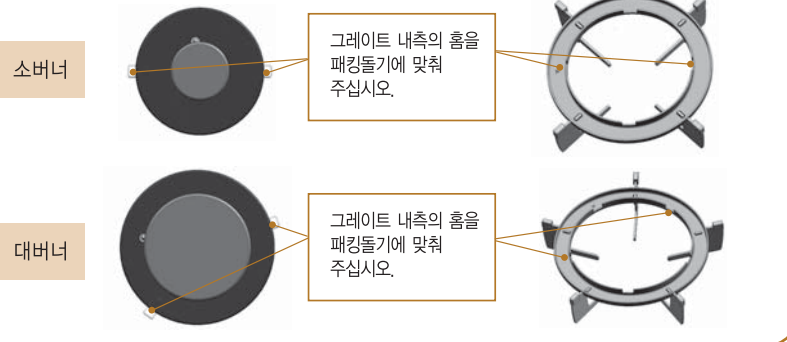 소버너
그레이트 내측의 홈을
패킹돌기에 맞춰
주십시오.
대버너
그레이트 내측의 홈을
패킹돌기에 맞춰
주십시오.